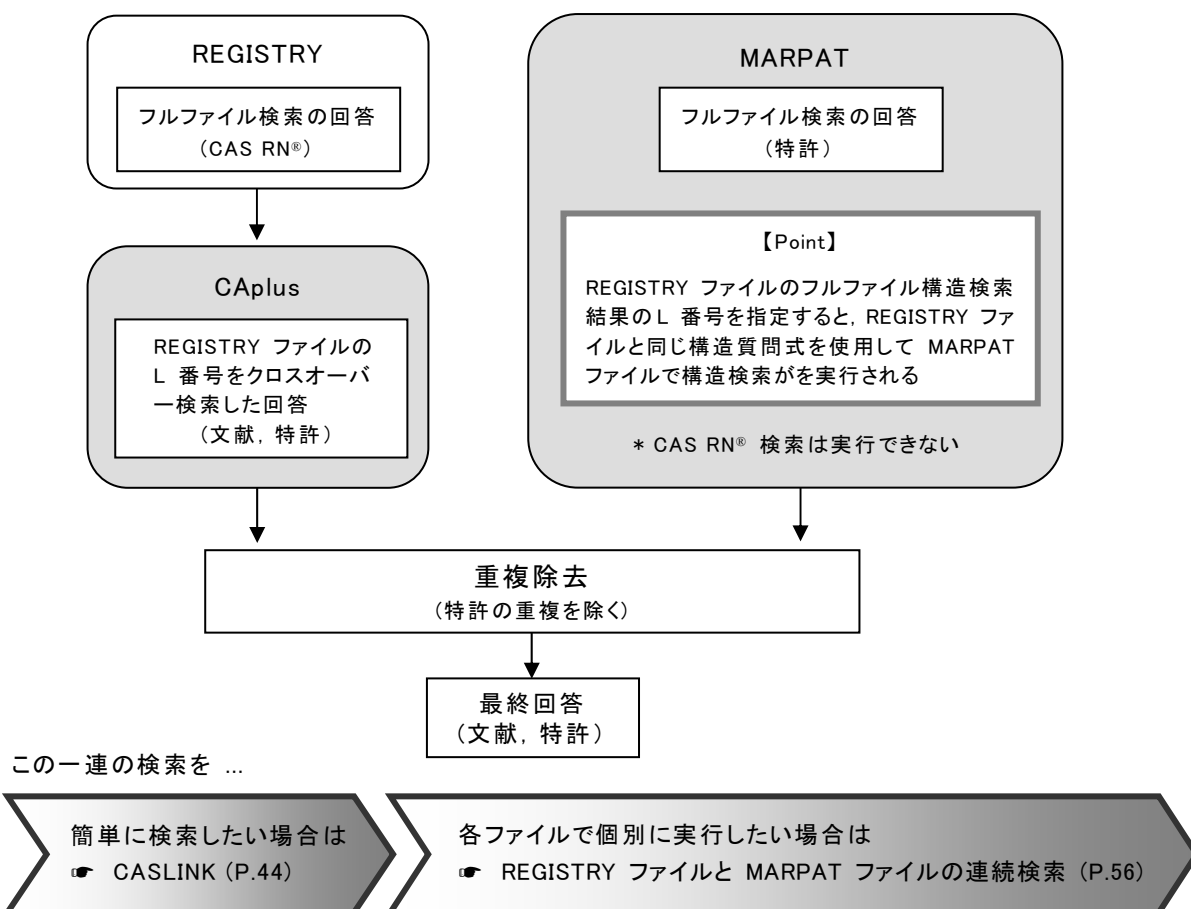 REGISTRY
フルファイル検索の回答
（CAS RN®）
CAplus
REGISTRY ファイルの
L 番号をクロスオーバ
ー検索した回答
（文献，特許）
MARPAT
フルファイル検索の回答
（特許）
【Point】
REGISTRY ファイルのフルファイル構造検索
結果のL 番号を指定すると，REGISTRY ファ
イルと同じ構造質問式を使用して MARPAT
ファイルで構造検索がを実行される
* CAS RN® 検索は実行できない
重複除去
（特許の重複を除く）
最終回答
（文献，特許）
この一連の検索を ...
簡単に検索したい場合は
☛ CASLINK (P.44)
各ファイルで個別に実行したい場合は
☛ REGISTRY ファイルと MARPAT ファイルの連続検索 (P.56)